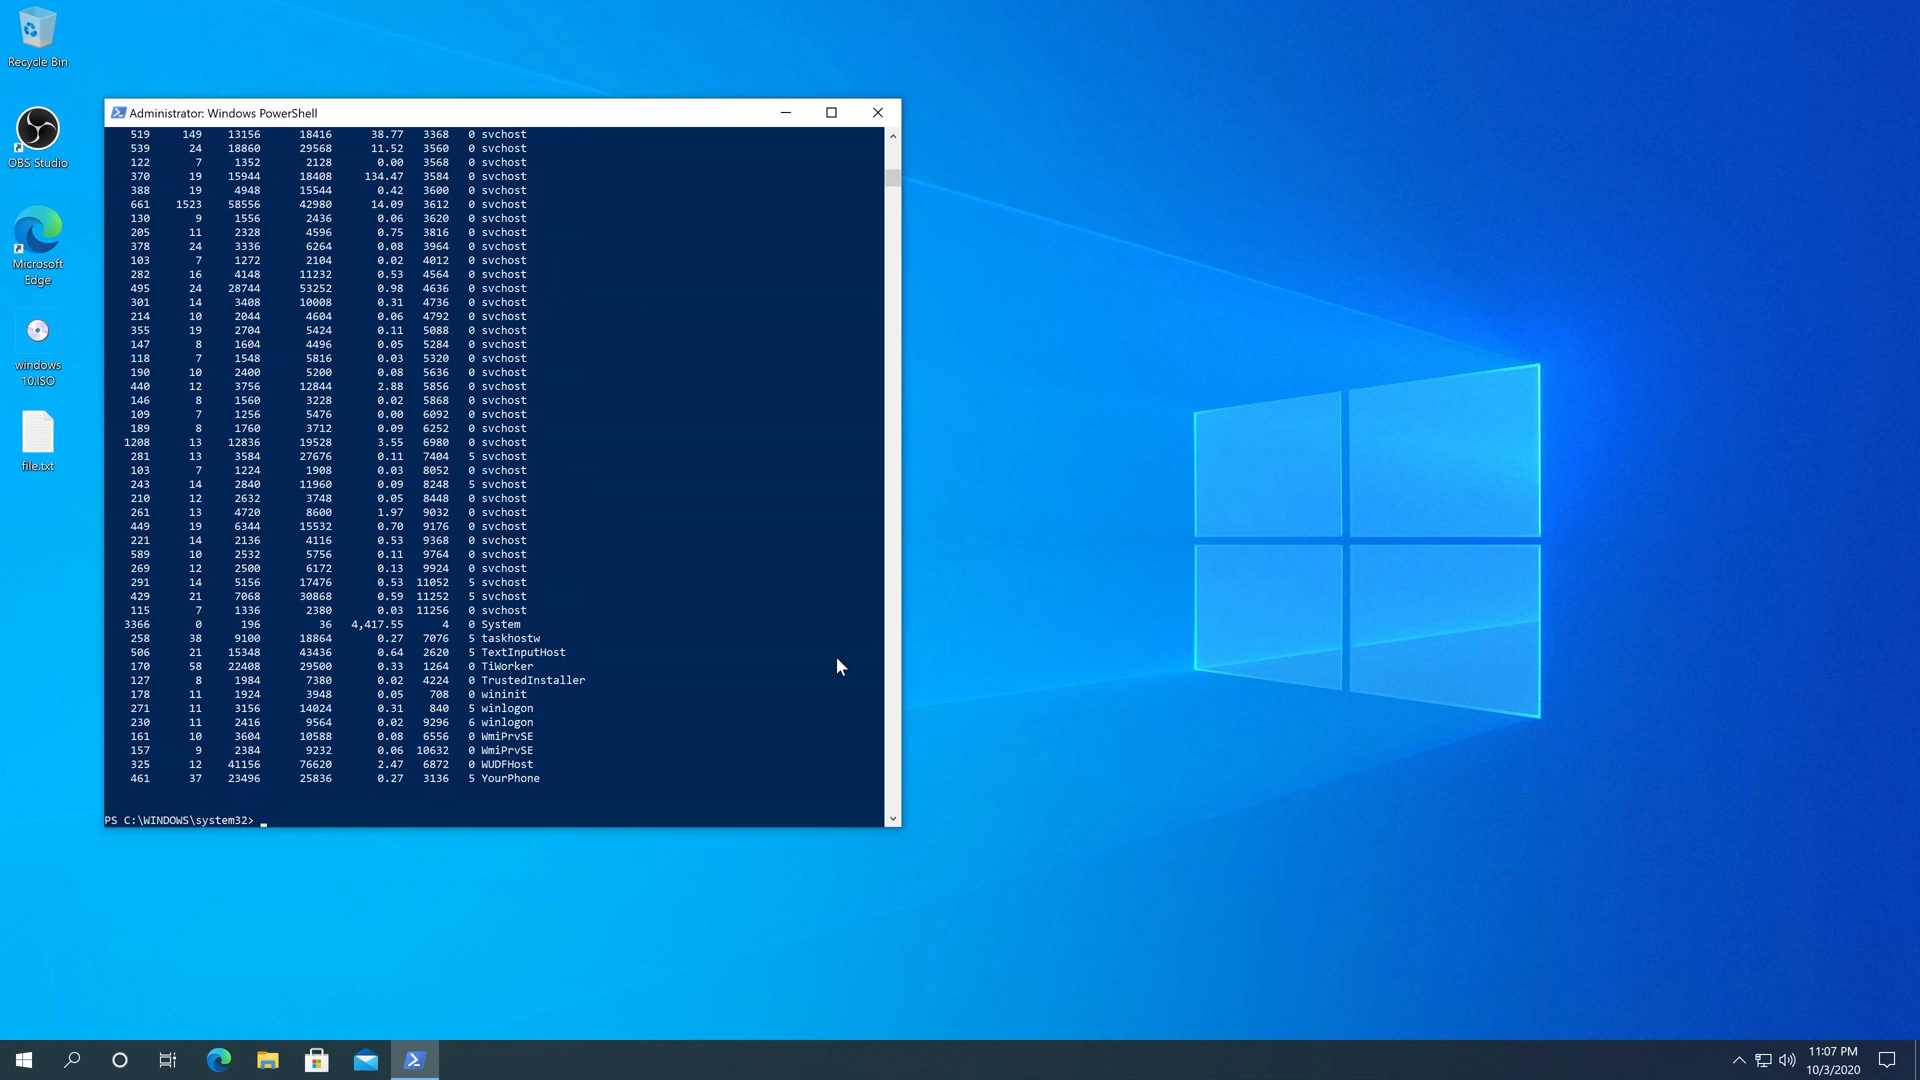 Recycle Bin
OBS Studio
Microsoft
Edge
windows
10.ISO
file.txt
Administrator: Windows PowerShell
519 149 13156 18416 38.77 3368 0 svchost
539 24 18860 29568 11.52 3560 0 svchost
122 7 1352 2128 0.00 3568 0 svchost
370 19 15944 18408 134.47 3584 0 svchost
388 19 4948 15544 0.42 3600 0 svchost
661 1523 58556 42980 14.09 3612 0 svchost
130 9 1556 2436 0.06 3620 0 svchost
205 11 2328 4596 0.75 3816 0 svchost
378 24 3336 6264 0.08 3964 0 svchost
103 7 1272 2104 0.02 4012 0 svchost
282 16 4148 11232 0.53 4564 0 svchost
495 24 28744 53252 0.98 4636 0 svchost
301 14 3408 10008 0.31 4736 0 svchost
214 10 2044 4604 0.06 4792 0 svchost
355 19 2704 5424 0.11 5088 0 svchost
147 8 1604 4496 0.05 5284 0 svchost
118 7 1548 5816 0.03 5320 0 svchost
190 10 2400 5200 0.08 5636 0 svchost
440 12 3756 12844 2.88 5856 0 svchost
146 8 1560 3228 0.02 5868 0 svchost
109 7 1256 5476 0.00 6092 0 svchost
189 8 1760 3712 0.09 6252 0 svchost
1208 13 12836 19528 3.55 6980 0 svchost
281 13 3584 27676 0.11 7404 5 svchost
103 7 1224 1908 0.03 8052 0 svchost
243 14 2840 11960 0.09 8248 5 svchost
210 12 2632 3748 0.05 8448 0 svchost
261 13 4720 8600 1.97 9032 0 svchost
449 19 6344 15532 0.70 9176 0 svchost
221 14 2136 4116 0.53 9368 0 svchost
589 10 2532 5756 0.11 9764 0 svchost
269 12 2500 6172 0.13 9924 0 svchost
291 14 5156 17476 0.53 11052 5 svchost
429 21 7068 30868 0.59 11252 5 svchost
115 7 1336 2380 0.03 11256 0 svchost
3366 0 196 36 4,417.55 4 0 System
258 38 9100 18864 0.27 7076 5 taskhostw
506 21 15348 43436 0.64 2620 5 TextInputHost
170 58 22408 29500 0.33 1264 0 TiWorker
127 8 1984 7380 0.02 4224 0 TrustedInstaller
178 11 1924 3948 0.05 708 0 wininit
271 11 3156 14024 0.31 840 5 winlogon
230 11 2416 9564 0.02 9296 6 winlogon
161 10 3604 10588 0.08 6556 0 WmiPrvSE
157 9 2384 9232 0.06 10632 0 WmiPrvSE
325 12 41156 76620 2.47 6872 0 WUDFHost
461 37 23496 25836 0.27 3136 5 YourPhone
PS C:\WINDOWS\system32> _
11:07 PM
10/3/2020